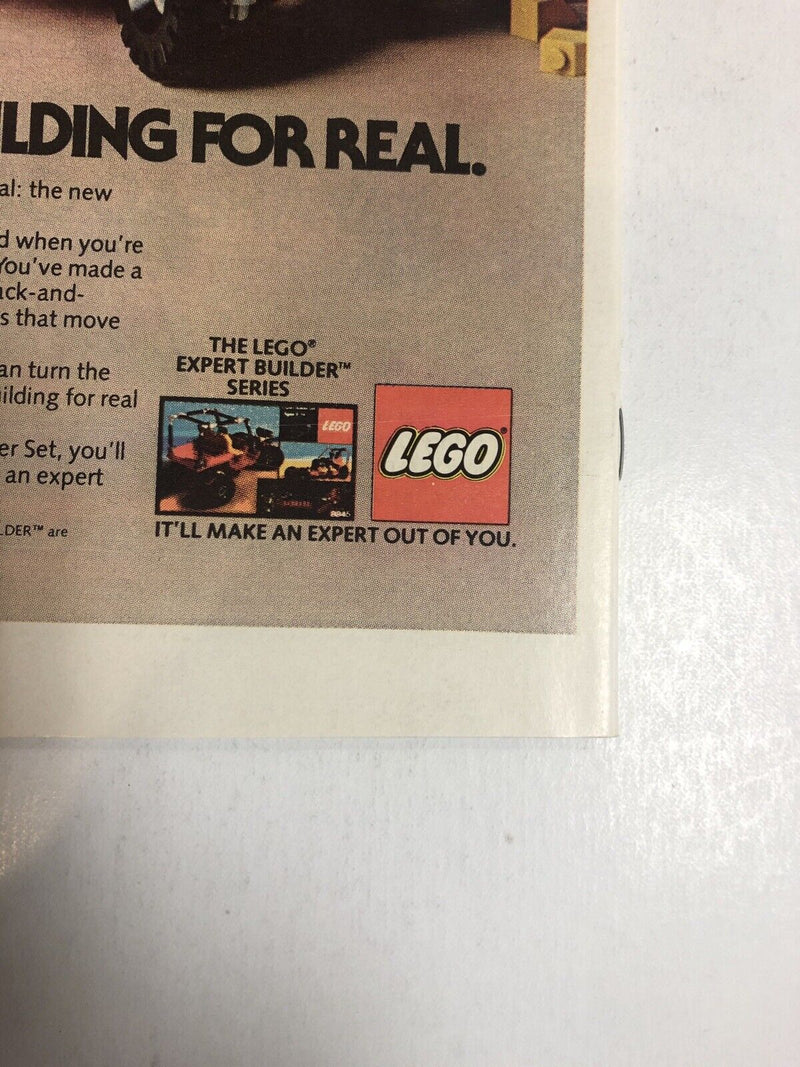 LDING FOR REAL.
al: the new
d when you're
You've made a
ack-and-
s that move
an turn the
ilding for real
er Set, you'll
an expert
LDER™ are
THE LEGO®
EXPERT BUILDER™
SERIES
LEGO
8845
LEGO®
IT'LL MAKE AN EXPERT OUT OF YOU.